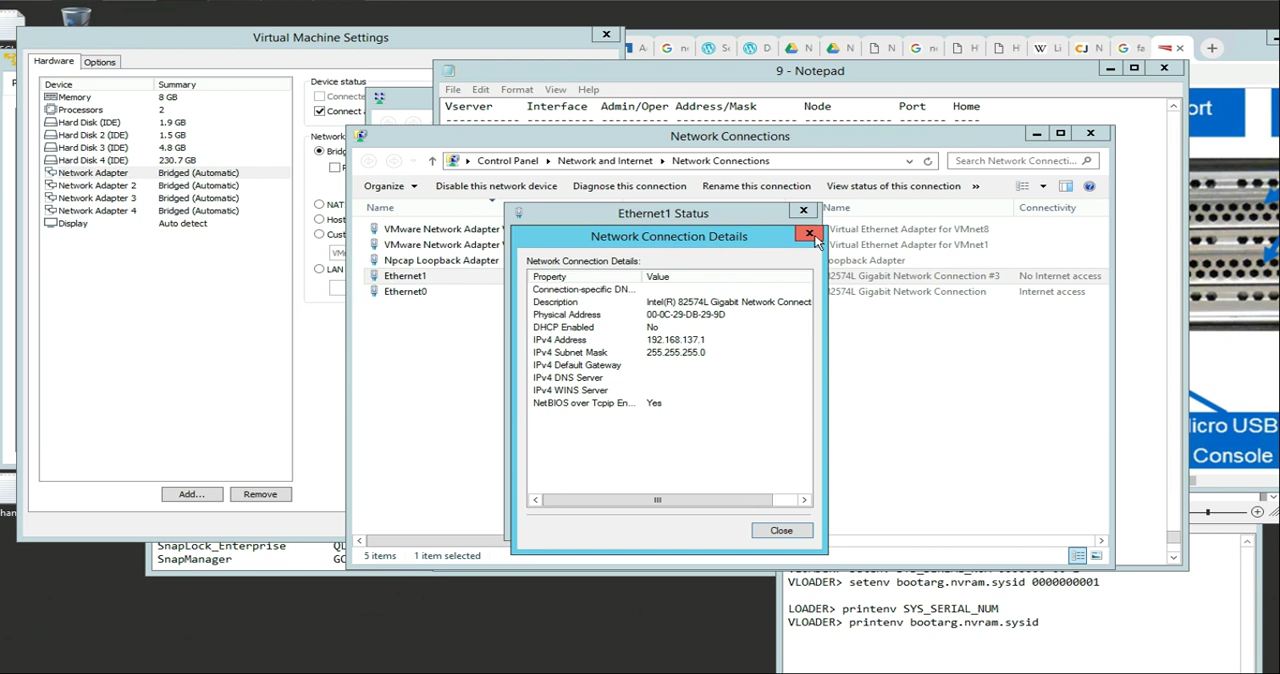 Virtual Machine Settings
Hardware
Options
Device Summary
Memory 8 GB
Processors 2
Hard Disk (IDE) 1.9 GB
Hard Disk 2 (IDE) 1.5 GB
Hard Disk 3 (IDE) 4.8 GB
Hard Disk 4 (IDE) 230.7 GB
Network Adapter Bridged (Automatic)
Network Adapter 2 Bridged (Automatic)
Network Adapter 3 Bridged (Automatic)
Network Adapter 4 Bridged (Automatic)
Display Auto detect
Add...
Remove
Device status
Connecte
Connect
Network
Bridg
NAT
Host
Cust
LAN
9 - Notepad
File Edit Format View Help
Vserver Interface Admin/Oper Address/Mask Node Port Home
Network Connections
Control Panel Network and Internet Network Connections
Search Network Connecti...
Organize Disable this network device Diagnose this connection Rename this connection View status of this connection »
Name
Name Connectivity
VMware Network Adapter
VMware Network Adapter
Npcap Loopback Adapter
Ethernet1
Ethernet0
Virtual Ethernet Adapter for VMnet8
Virtual Ethernet Adapter for VMnet1
oopback Adapter
82574L Gigabit Network Connection #3 No Internet access
82574L Gigabit Network Connection Internet access
Ethernet1 Status
Network Connection Details
Network Connection Details:
Property Value
Connection-specific DN...
Description Intel(R) 82574L Gigabit Network Connect
Physical Address 00-0C-29-DB-29-9D
DHCP Enabled No
IPv4 Address 192.168.137.1
IPv4 Subnet Mask 255.255.255.0
IPv4 Default Gateway
IPv4 DNS Server
IPv4 WINS Server
NetBIOS over Tcpip En... Yes
Close
5 items 1 item selected
ort
icro USB
Console
SnapLock_Enterprise
SnapManager
VLOADER> setenv bootarg.nvram.sysid 0000000001
LOADER> printenv SYS_SERIAL_NUM
VLOADER> printenv bootarg.nvram.sysid